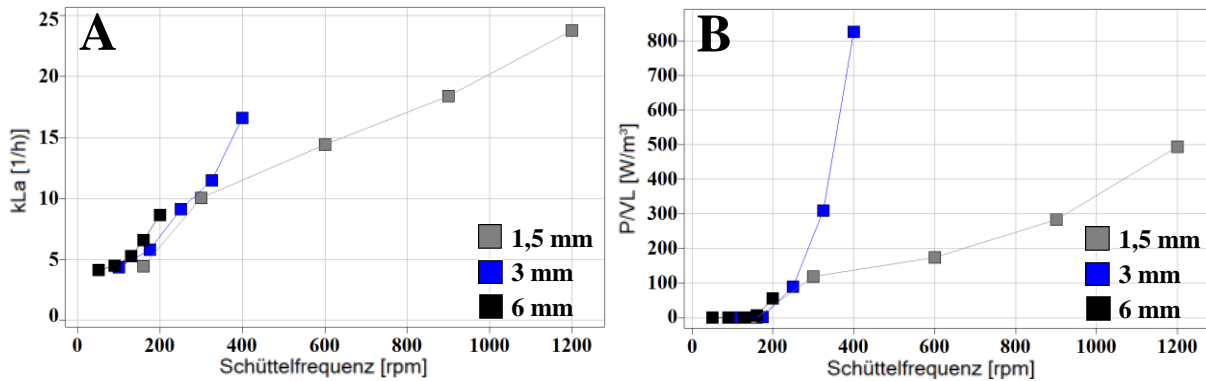 A
kLa [1/h)]
25
20
15
10
5
0
0 200 400 600 800 1000 1200
Schüttelfrequenz [rpm]
1,5 mm
3 mm
6 mm
B
P/VL [W/m³]
800
700
600
500
400
300
200
100
0
0 200 400 600 800 1000 1200
Schüttelfrequenz [rpm]
1,5 mm
3 mm
6 mm